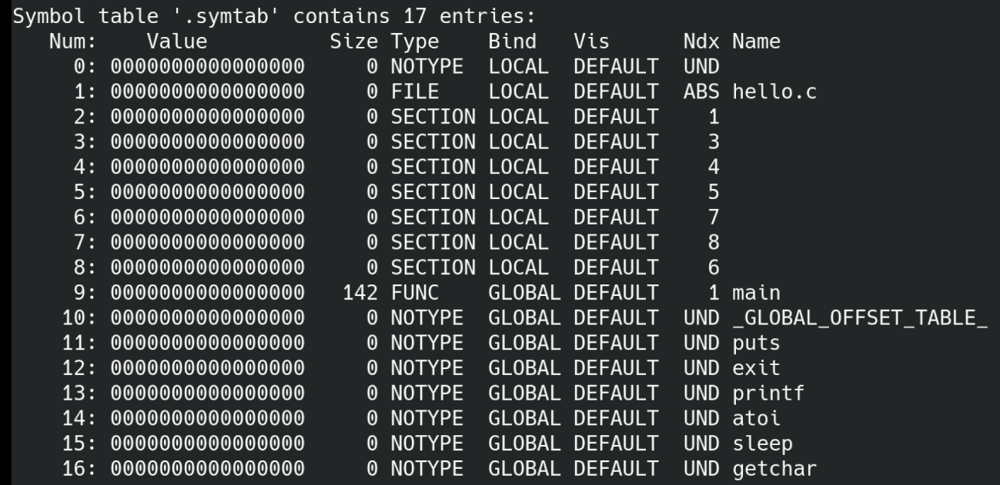 Symbol table '.symtab' contains 17 entries:
   Num:    Value          Size Type    Bind   Vis      Ndx Name
     0: 0000000000000000     0 NOTYPE  LOCAL  DEFAULT  UND
     1: 0000000000000000     0 FILE    LOCAL  DEFAULT  ABS hello.c
     2: 0000000000000000     0 SECTION LOCAL  DEFAULT    1
     3: 0000000000000000     0 SECTION LOCAL  DEFAULT    3
     4: 0000000000000000     0 SECTION LOCAL  DEFAULT    4
     5: 0000000000000000     0 SECTION LOCAL  DEFAULT    5
     6: 0000000000000000     0 SECTION LOCAL  DEFAULT    7
     7: 0000000000000000     0 SECTION LOCAL  DEFAULT    8
     8: 0000000000000000     0 SECTION LOCAL  DEFAULT    6
     9: 0000000000000000   142 FUNC    GLOBAL DEFAULT    1 main
    10: 0000000000000000     0 NOTYPE  GLOBAL DEFAULT  UND _GLOBAL_OFFSET_TABLE_
    11: 0000000000000000     0 NOTYPE  GLOBAL DEFAULT  UND puts
    12: 0000000000000000     0 NOTYPE  GLOBAL DEFAULT  UND exit
    13: 0000000000000000     0 NOTYPE  GLOBAL DEFAULT  UND printf
    14: 0000000000000000     0 NOTYPE  GLOBAL DEFAULT  UND atoi
    15: 0000000000000000     0 NOTYPE  GLOBAL DEFAULT  UND sleep
    16: 0000000000000000     0 NOTYPE  GLOBAL DEFAULT  UND getchar